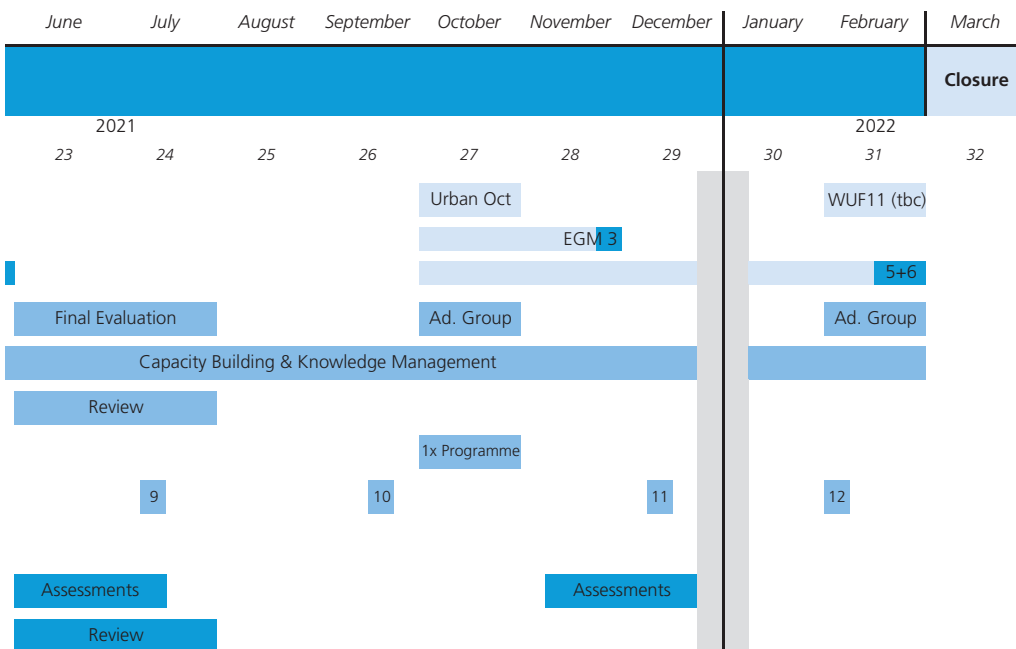 June July August September October November December January February March
Closure
2021 2022
23 24 25 26 27 28 29 30 31 32
Urban Oct WUF11 (tbc)
EGM 3
5+6
Final Evaluation Ad. Group Ad. Group
Capacity Building & Knowledge Management
Review
1x Programme
9 10 11 12
Assessments Assessments
Review